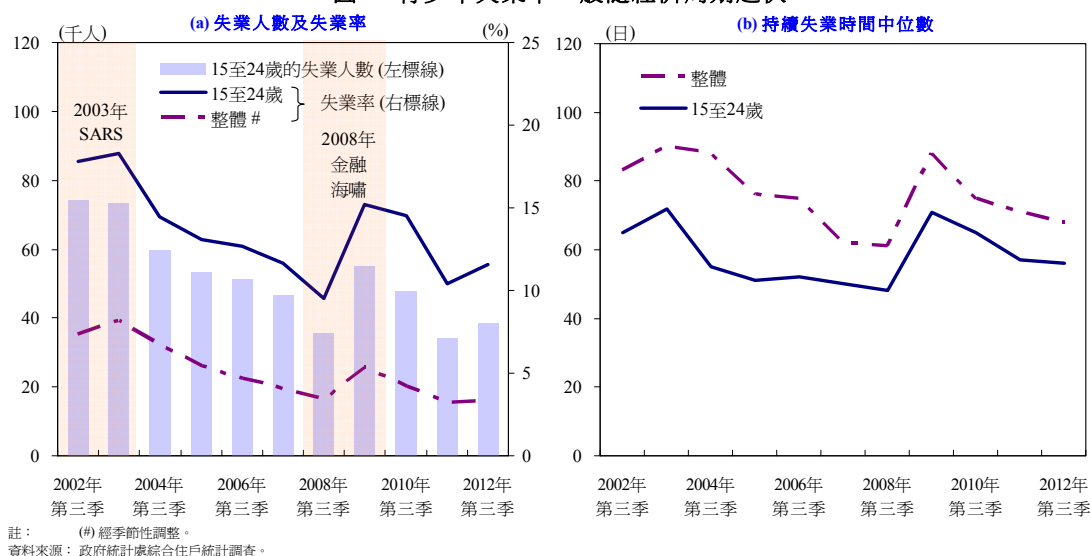 (a) 失業人數及失業率
(千人)
(%)
120
100
80
60
40
20
0
25
20
15
10
5
0
15至24歲的失業人數 (左標線)
15至24歲
整體 #
失業率 (右標線)
2003年
SARS
2008年
金融
海嘯
2002年
第三季
2004年
第三季
2006年
第三季
2008年
第三季
2010年
第三季
2012年
第三季
(b) 持續失業時間中位數
(日)
120
100
80
60
40
20
0
整體
15至24歲
2002年
第三季
2004年
第三季
2006年
第三季
2008年
第三季
2010年
第三季
2012年
第三季
註： (#) 經季節性調整。
資料來源： 政府統計處綜合住戶統計調查。